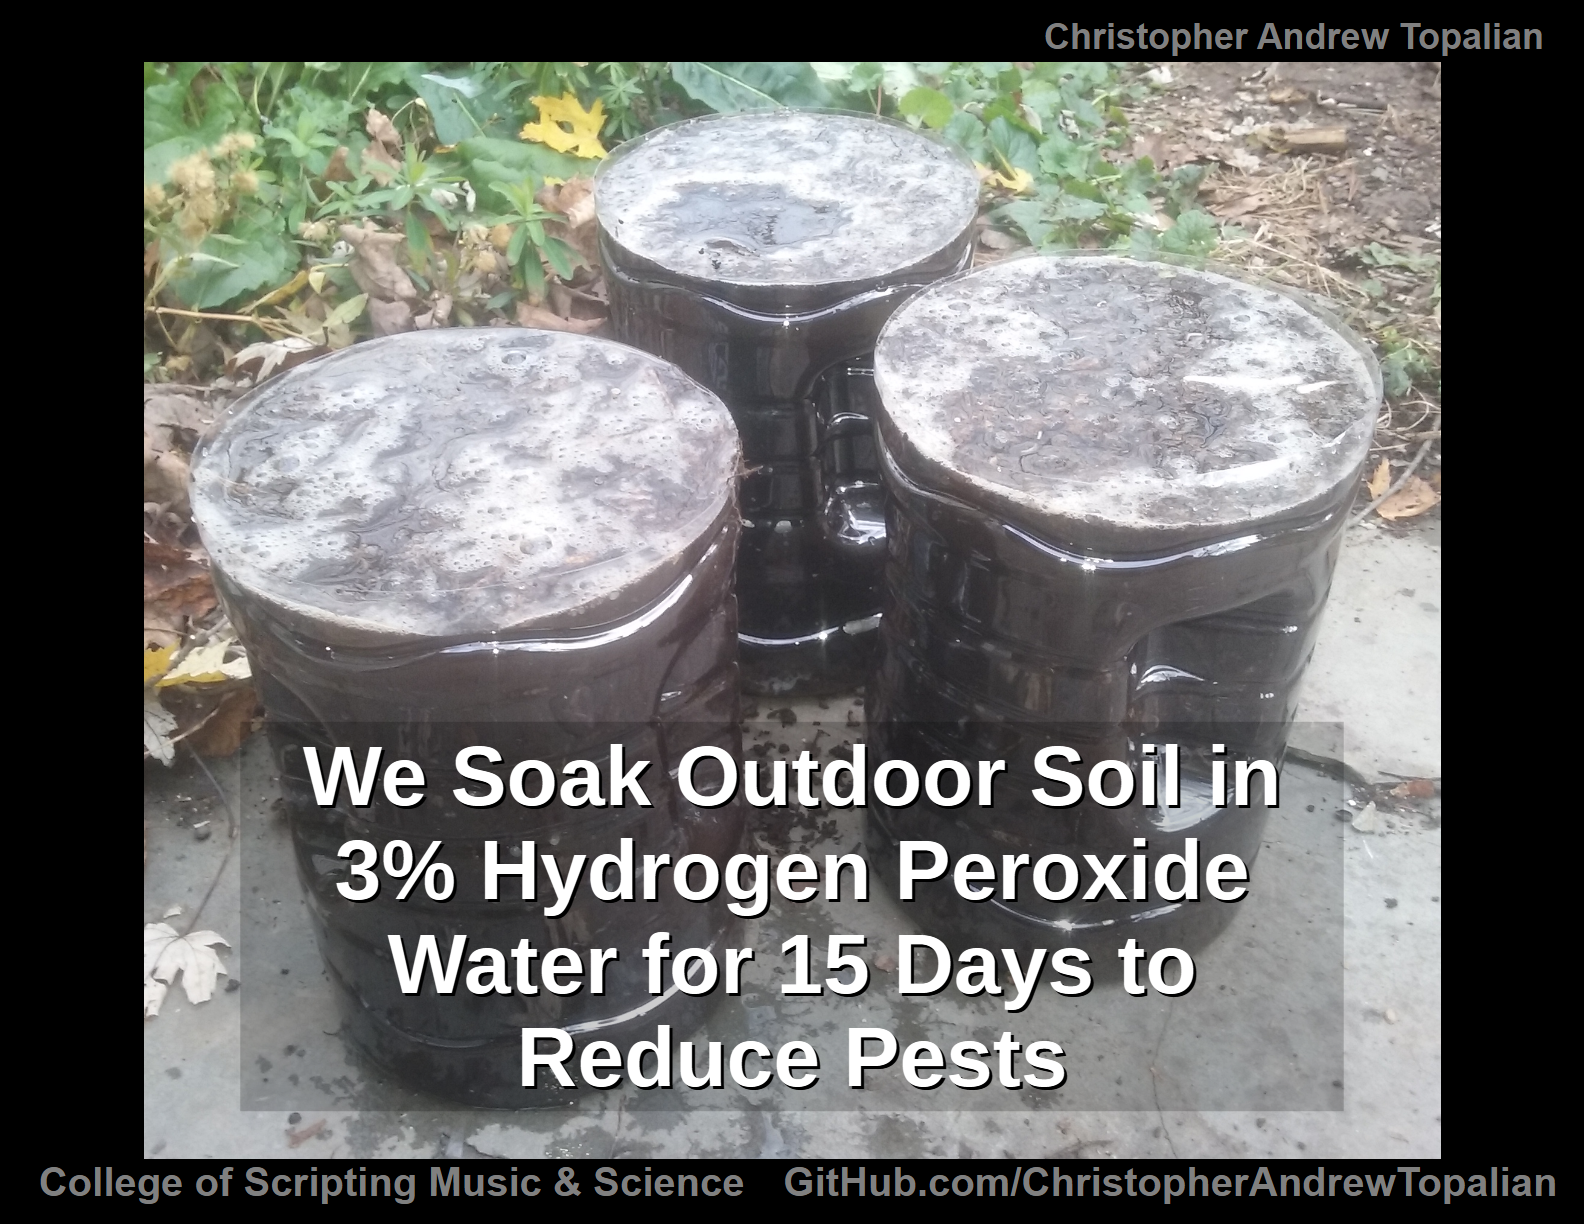 Christopher Andrew Topalian
We Soak Outdoor Soil in
3% Hydrogen Peroxide
Water for 15 Days to
Reduce Pests
College of Scripting Music & Science GitHub.com/ChristopherAndrewTopalian